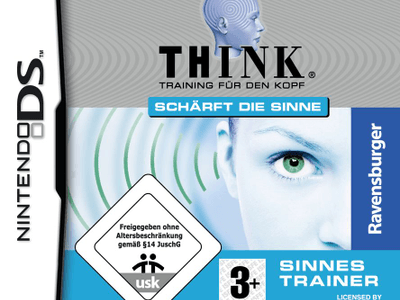 NINTENDO DS™
THINK®
TRAINING FÜR DEN KOPF
SCHÄRFT DIE SINNE
Ravensburger
Freigegeben ohne
Altersbeschränkung
gemäß §14 JuSchG
usk
3+
SINNES
TRAINER
LICENSED BY